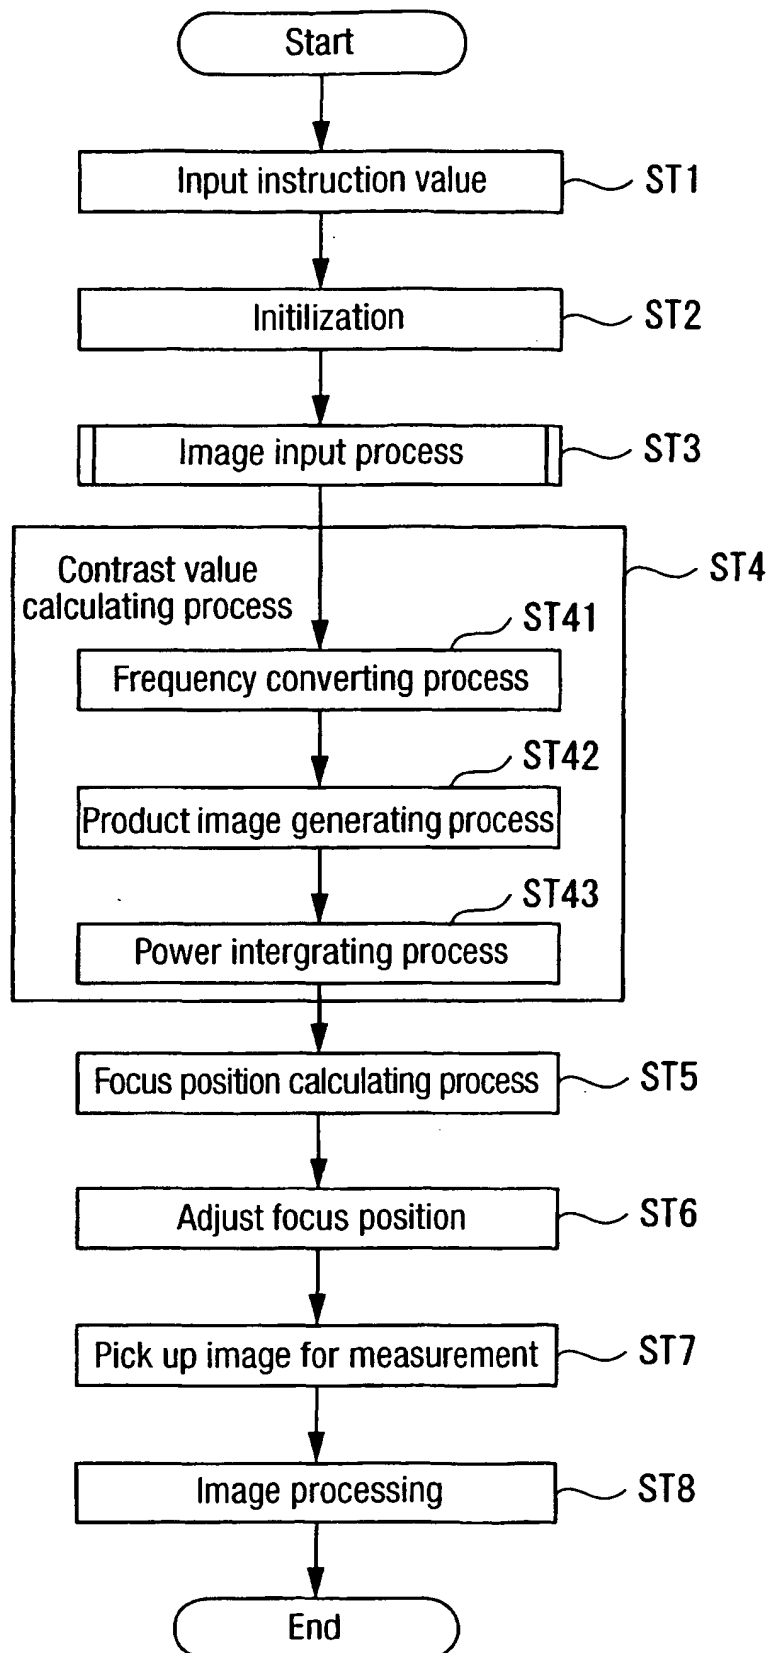 Start
Input instruction value
ST1
Initilization
ST2
Image input process
ST3
Contrast value
calculating process
ST4
ST41
Frequency converting process
ST42
Product image generating process
ST43
Power intergrating process
Focus position calculating process
ST5
Adjust focus position
ST6
Pick up image for measurement
ST7
Image processing
ST8
End